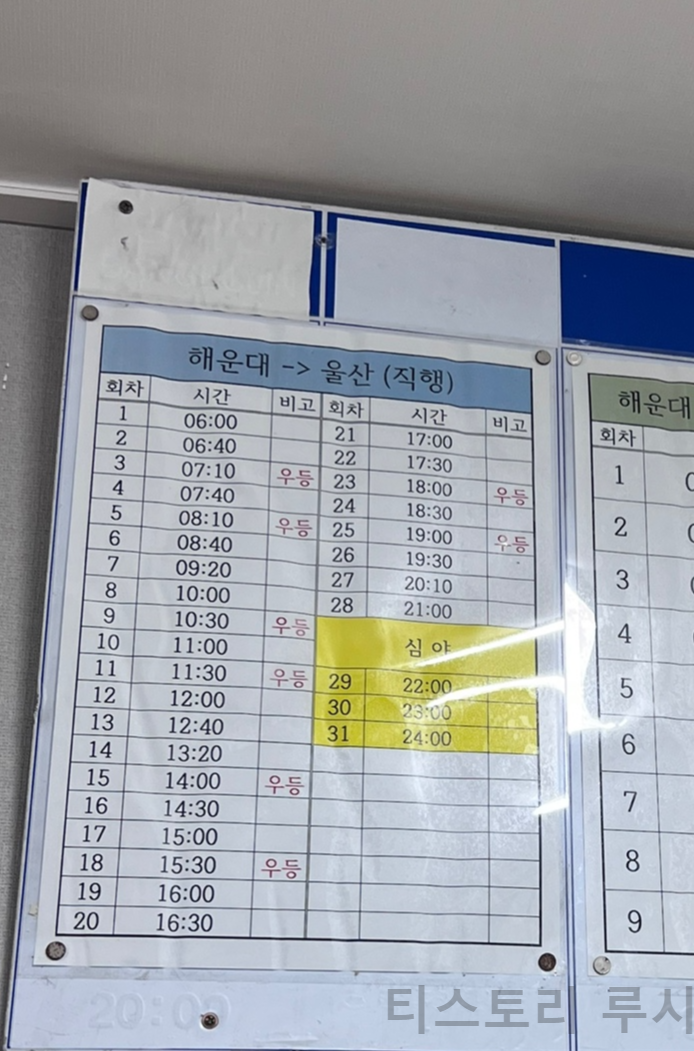 해운대 -> 울산 (직행)
회차 시간 비고 회차 시간 비고
1 06:00 21 17:00
2 06:40 22 17:30
3 07:10 우등 23 18:00 우등
4 07:40 24 18:30
5 08:10 우등 25 19:00 우등
6 08:40 26 19:30
7 09:20 27 20:10
8 10:00 28 21:00
9 10:30 우등 심 야
10 11:00
11 11:30 우등 29 22:00
12 12:00 30 23:00
13 12:40 31 24:00
14 13:20
15 14:00 우등
16 14:30
17 15:00
18 15:30 우등
19 16:00
20 16:30
해운대
회차
1
2
3
4
5
6
7
8
9
20:00
티스토리 루시